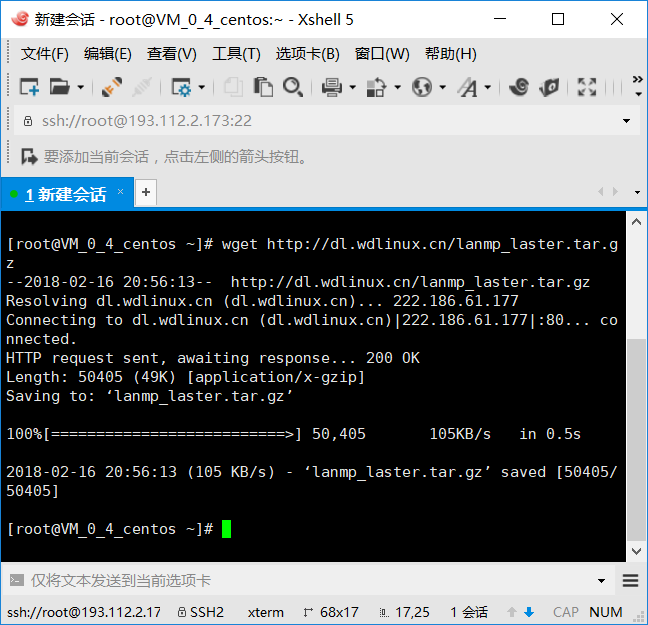 新建会话 - root@VM_0_4_centos:~ - Xshell 5
文件(F) 编辑(E) 查看(V) 工具(T) 选项卡(B) 窗口(W) 帮助(H)
ssh://root@193.112.2.173:22
要添加当前会话，点击左侧的箭头按钮。
1 新建会话 × +
[root@VM_0_4_centos ~]# wget http://dl.wdlinux.cn/lanmp_laster.tar.g
z
--2018-02-16 20:56:13--  http://dl.wdlinux.cn/lanmp_laster.tar.gz
Resolving dl.wdlinux.cn (dl.wdlinux.cn)... 222.186.61.177
Connecting to dl.wdlinux.cn (dl.wdlinux.cn)|222.186.61.177|:80... co
nnected.
HTTP request sent, awaiting response... 200 OK
Length: 50405 (49K) [application/x-gzip]
Saving to: ‘lanmp_laster.tar.gz’
100%[==========================>] 50,405       105KB/s   in 0.5s
2018-02-16 20:56:13 (105 KB/s) - ‘lanmp_laster.tar.gz’ saved [50405/
50405]
[root@VM_0_4_centos ~]#
仅将文本发送到当前选项卡
ssh://root@193.112.2.17 SSH2 xterm 68x17 17,25 1 会话 CAP NUM